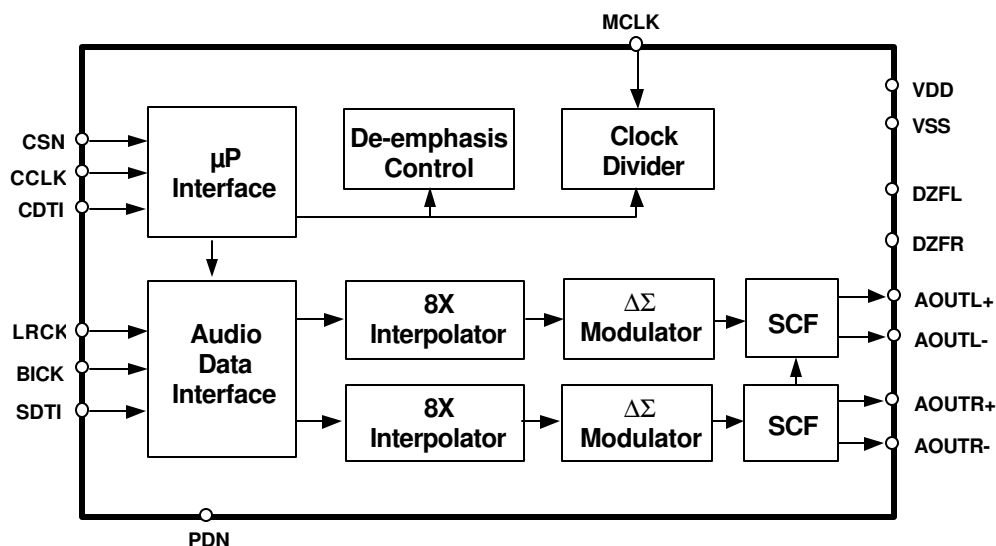 MCLK
VDD
VSS
DZFL
DZFR
CSN
CCLK
CDTI
µP
Interface
De-emphasis
Control
Clock
Divider
LRCK
BICK
SDTI
Audio
Data
Interface
8X
Interpolator
ΔΣ
Modulator
SCF
AOUTL+
AOUTL-
8X
Interpolator
ΔΣ
Modulator
SCF
AOUTR+
AOUTR-
PDN